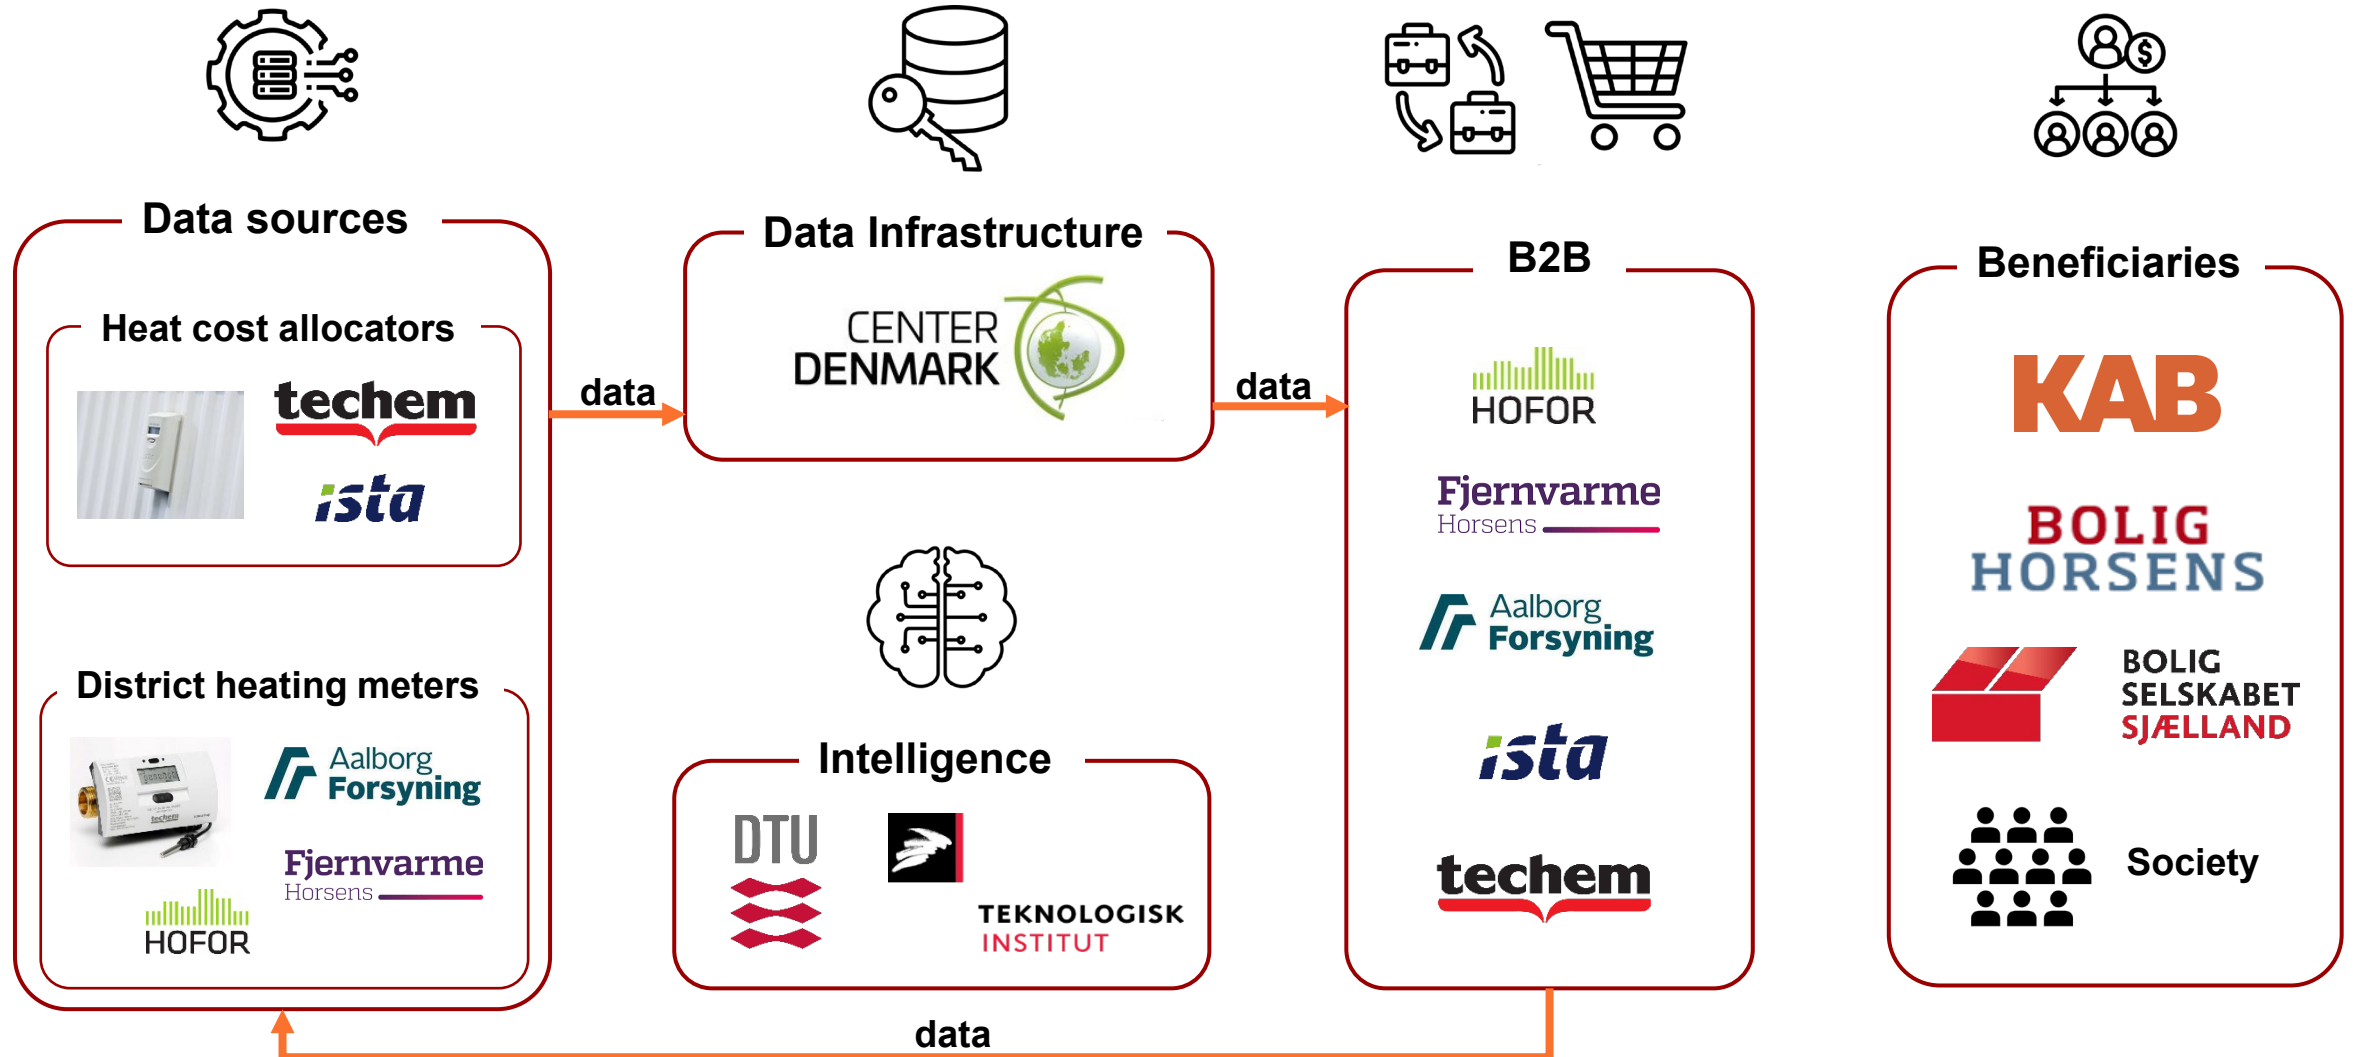 Data sources
Heat cost allocators
techem
ista
District heating meters
techem
Aalborg
Forsyning
Fjernvarme
Horsens
HOFOR
data
Data Infrastructure
CENTER
DENMARK
data
Intelligence
DTU
TEKNOLOGISK
INSTITUT
B2B
HOFOR
Fjernvarme
Horsens
Aalborg
Forsyning
ista
techem
data
$
Beneficiaries
KAB
BOLIG
HORSENS
BOLIG
SELSKABET
SJÆLLAND
Society